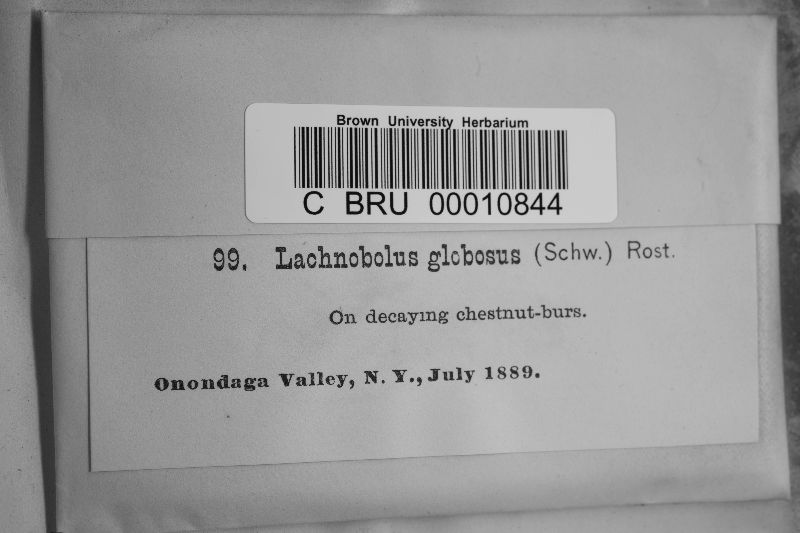 Brown University Herbarium
C BRU 00010844
99. Lachnobolus globosus (Schw.) Rost.
On decaying chestnut-burs.
Onondaga Valley, N. Y., July 1889.